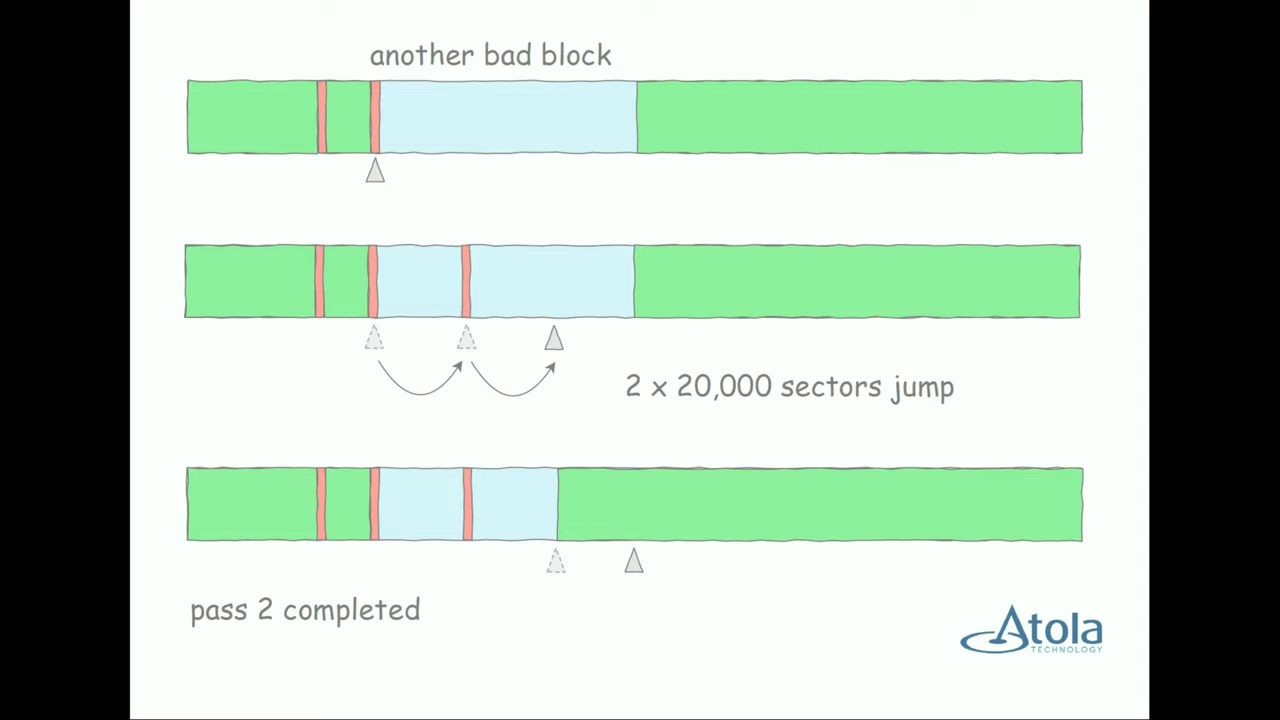 another bad block
2 x 20,000 sectors jump
pass 2 completed
Atola
TECHNOLOGY